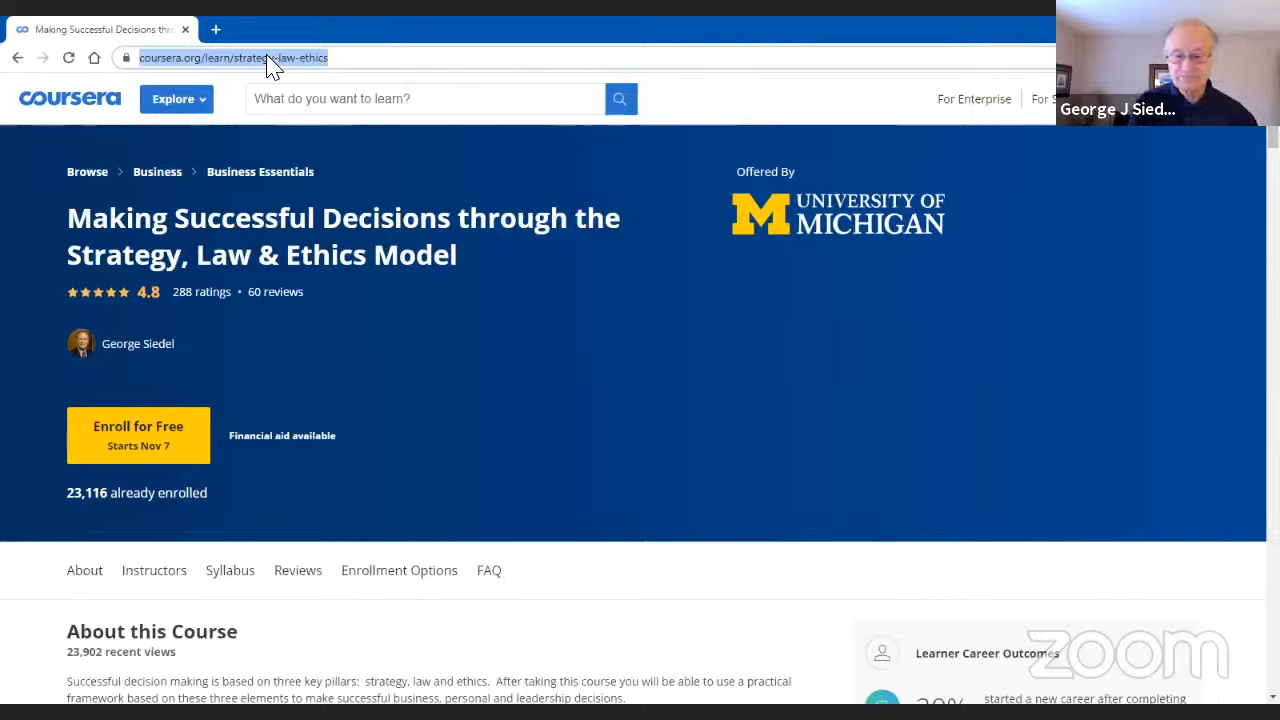 Making Successful Decisions thr
coursera.org/learn/strategy-law-ethics
coursera
Explore
What do you want to learn?
For Enterprise
For S
George J Sied...
Browse > Business > Business Essentials
Making Successful Decisions through the
Strategy, Law & Ethics Model
4.8 288 ratings • 60 reviews
George Siedel
Offered By
M UNIVERSITY OF
MICHIGAN
Enroll for Free
Starts Nov 7
Financial aid available
23,116 already enrolled
About Instructors Syllabus Reviews Enrollment Options FAQ
About this Course
23,902 recent views
Successful decision making is based on three key pillars: strategy, law and ethics. After taking this course you will be able to use a practical
framework based on these three elements to make successful business, personal and leadership decisions.
Learner Career Outcomes
started a new career after completing
zoom